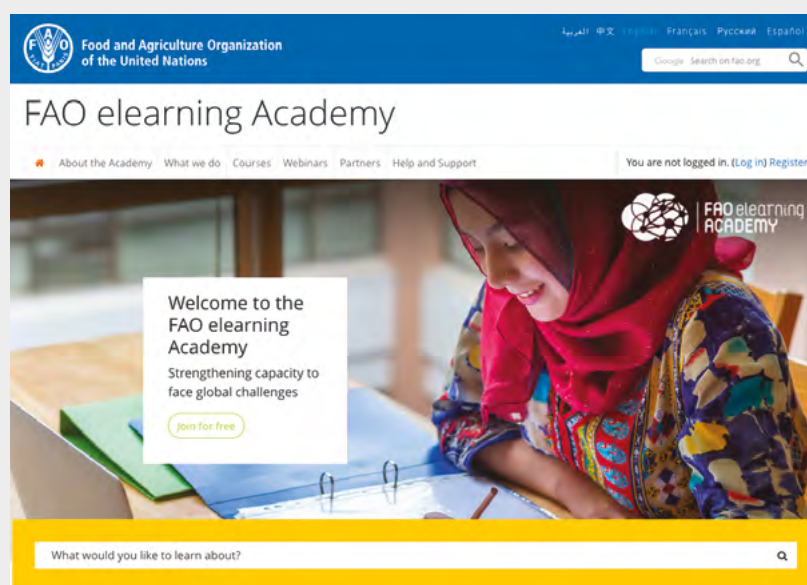 F A O
FIAT PANIS
Food and Agriculture Organization
of the United Nations
العربية 中文 English Français Русский Español
Google Search on fao.org
FAO elearning Academy
About the Academy What we do Courses Webinars Partners Help and Support
You are not logged in. (Log in) Register
FAO elearning
ACADEMY
Welcome to the
FAO elearning
Academy
Strengthening capacity to
face global challenges
Join for free
What would you like to learn about?